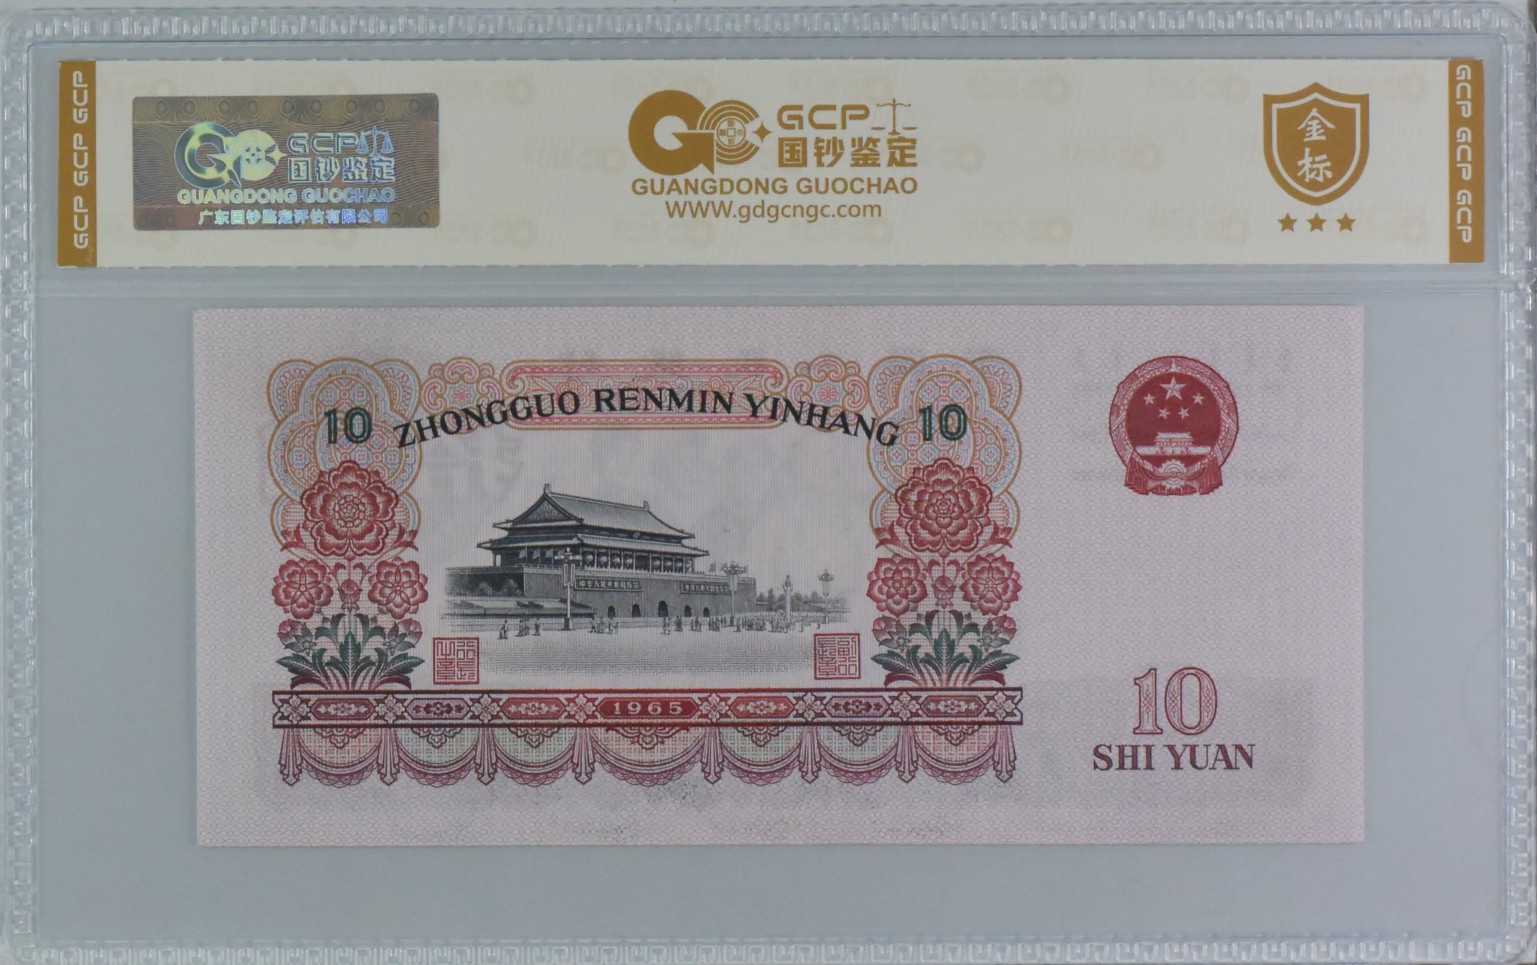 GCP GCP GCP
GCP 国钞鉴定
GUANGDONG GUOCHAO
广东国钞鉴定评估有限公司
GCP
国钞鉴定
GUANGDONG GUOCHAO
WWW.gdgcngc.com
金标
GCP GCP GCP
10 ZHONGGUO RENMIN YINHANG 10
1965
10
SHI YUAN